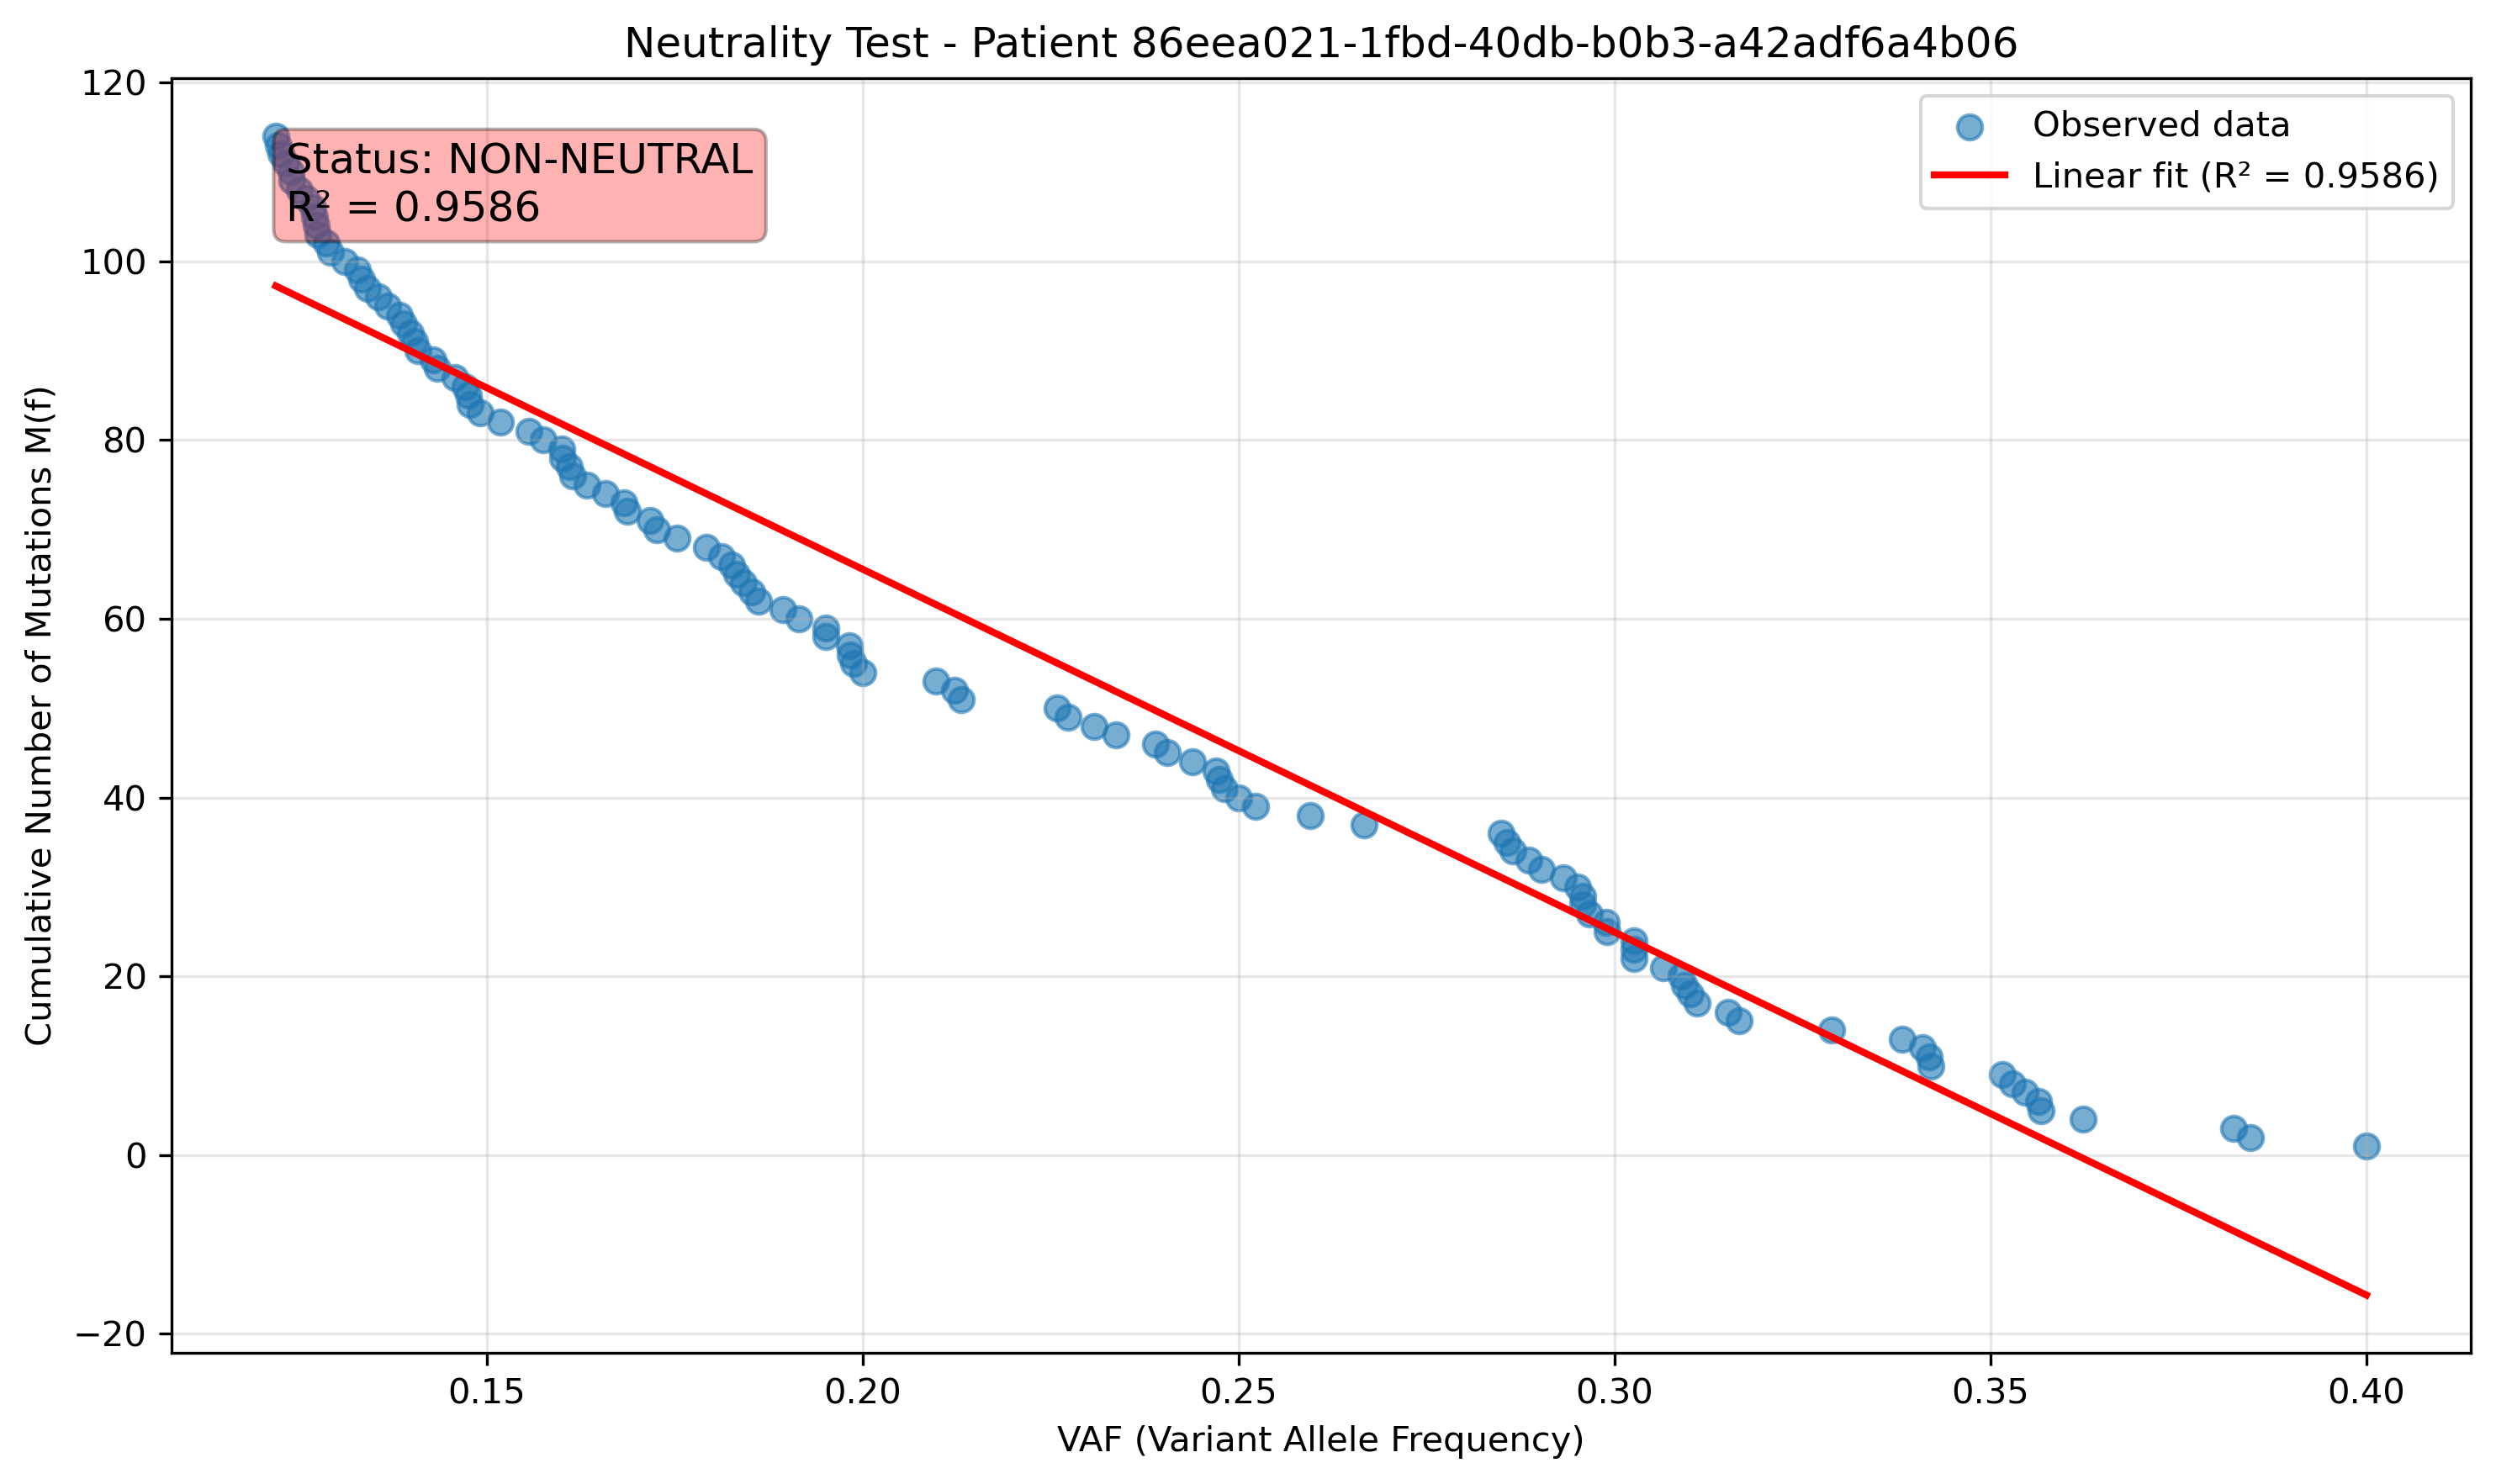 Neutrality Test - Patient 86eea021-1fbd-40db-b0b3-a42adf6a4b06
Status: NON-NEUTRAL
R² = 0.9586
Observed data
Linear fit (R² = 0.9586)
Cumulative Number of Mutations M(f)
120
100
80
60
40
20
0
−20
0.15
0.20
0.25
0.30
0.35
0.40
VAF (Variant Allele Frequency)